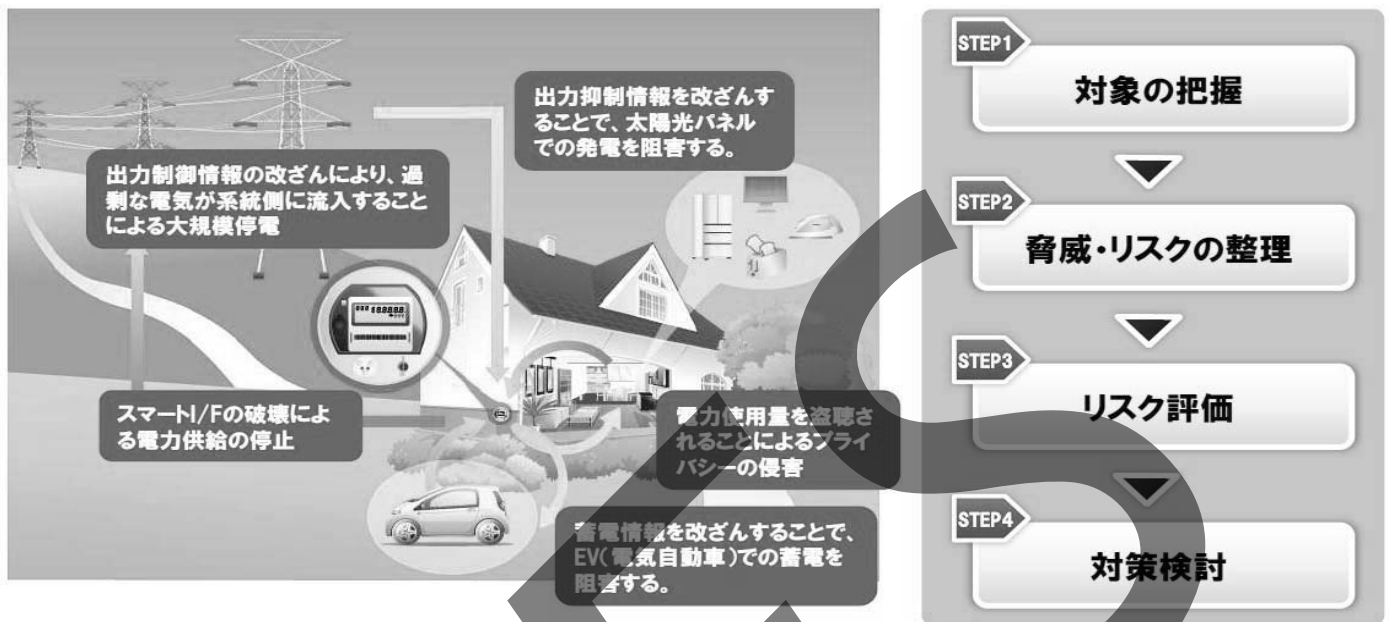 出力抑制情報を改ざんす
ることで、太陽光パネル
での発電を阻害する。
出力制御情報の改ざんにより、過
剰な電気が系統側に流入すること
による大規模停電
スマートI/Fの破壊によ
る電力供給の停止
電力使用量を盗聴さ
れることによるプライ
バシーの侵害
蓄電情報を改ざんすることで、
EV(電気自動車)での蓄電を
阻害する。
STEP1
対象の把握
STEP2
脅威・リスクの整理
STEP3
リスク評価
STEP4
対策検討